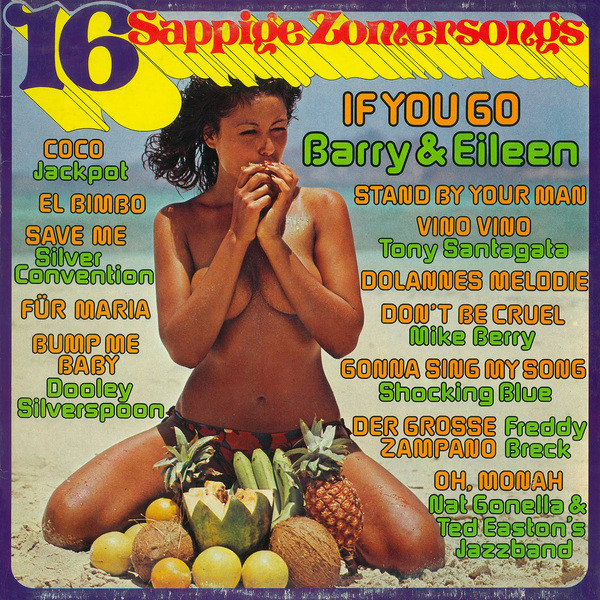 16 Sappige Zomersongs
COCO
Jackpot
EL BIMBO
SAVE ME
Silver
Convention
FÜR MARIA
BUMP ME
BABY
Dooley
Silverspoon
IF YOU GO
Barry & Eileen
STAND BY YOUR MAN
VINO VINO
Tony Santagata
DOLANNES MELODIE
DON'T BE CRUEL
Mike Berry
GONNA SING MY SONG
Shocking Blue
DER GROSSE Freddy
ZAMPANO Breck
OH, MONAH
Nat Gonella &
Ted Easton's
Jazzband